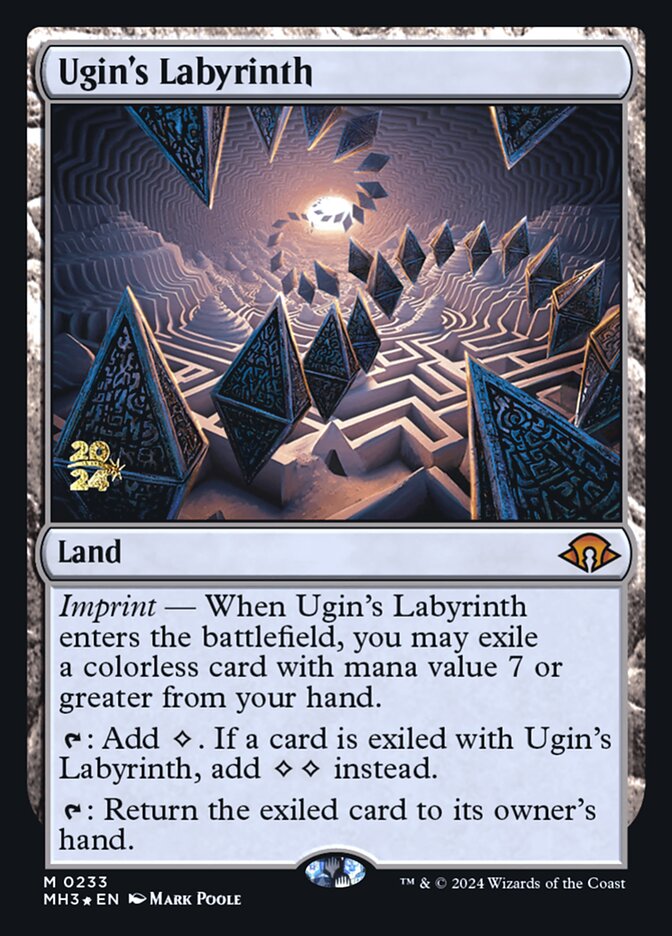 Ugin's Labyrinth
20
24
Land
Imprint — When Ugin's Labyrinth
enters the battlefield, you may exile
a colorless card with mana value 7 or
greater from your hand.
: Add . If a card is exiled with Ugin's
Labyrinth, add instead.
: Return the exiled card to its owner's
hand.
M 0233
MH3★EN Mark Poole
™ & © 2024 Wizards of the Coast